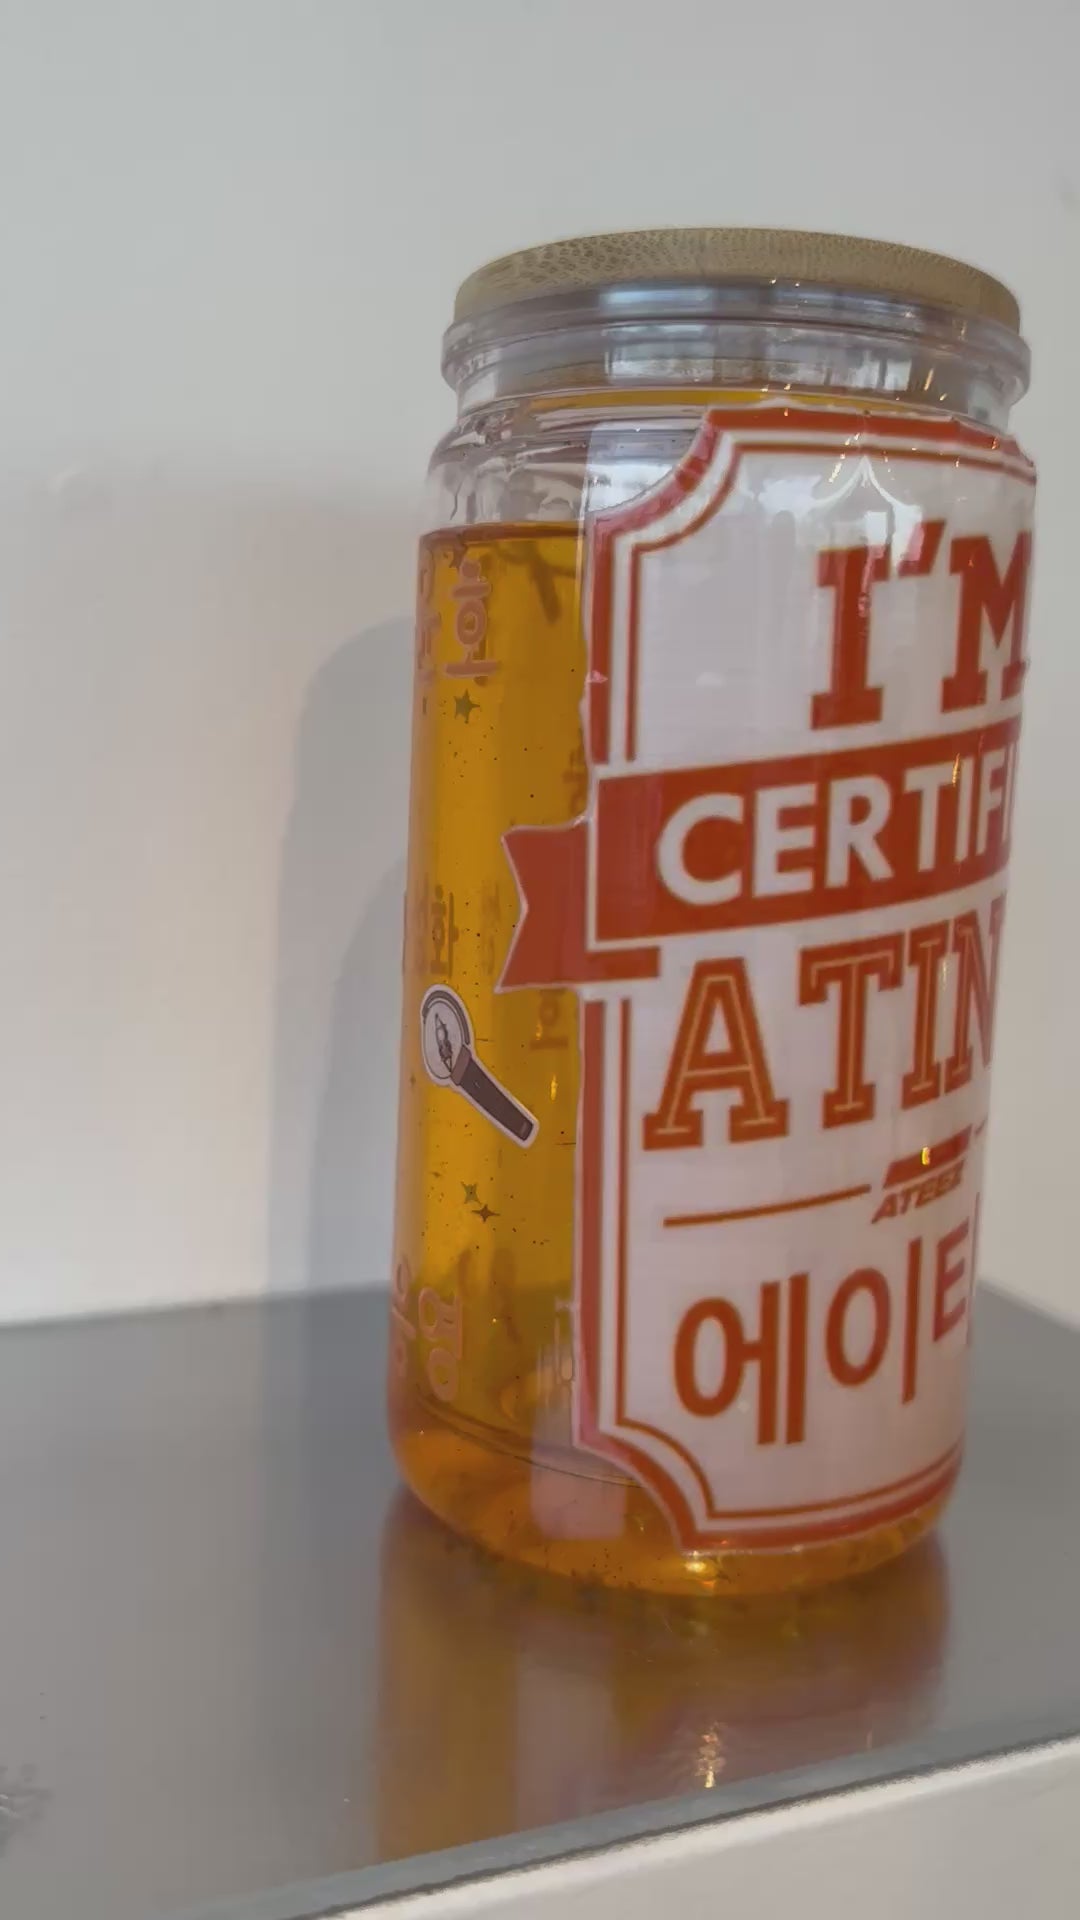 I'M
CERTIFI
ATIN
ATEEZ
에이티